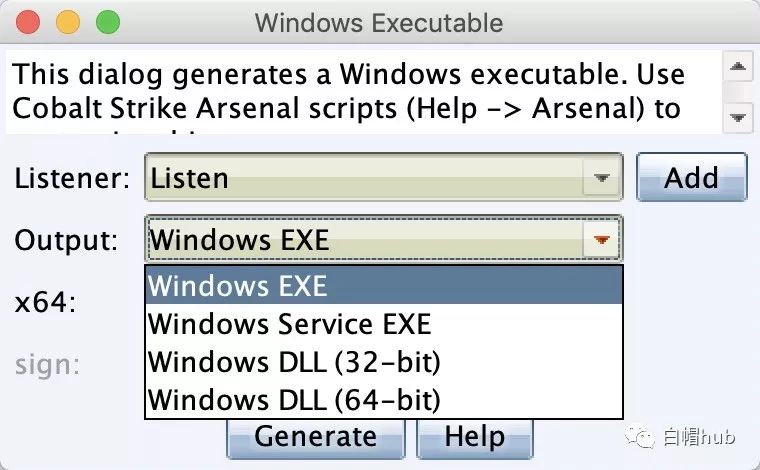 Windows Executable
This dialog generates a Windows executable. Use
Cobalt Strike Arsenal scripts (Help -> Arsenal) to
Listener:
Listen
Add
Output:
Windows EXE
Windows EXE
x64:
Windows Service EXE
Windows DLL (32-bit)
sign:
Windows DLL (64-bit)
Generate
Help
白帽hub